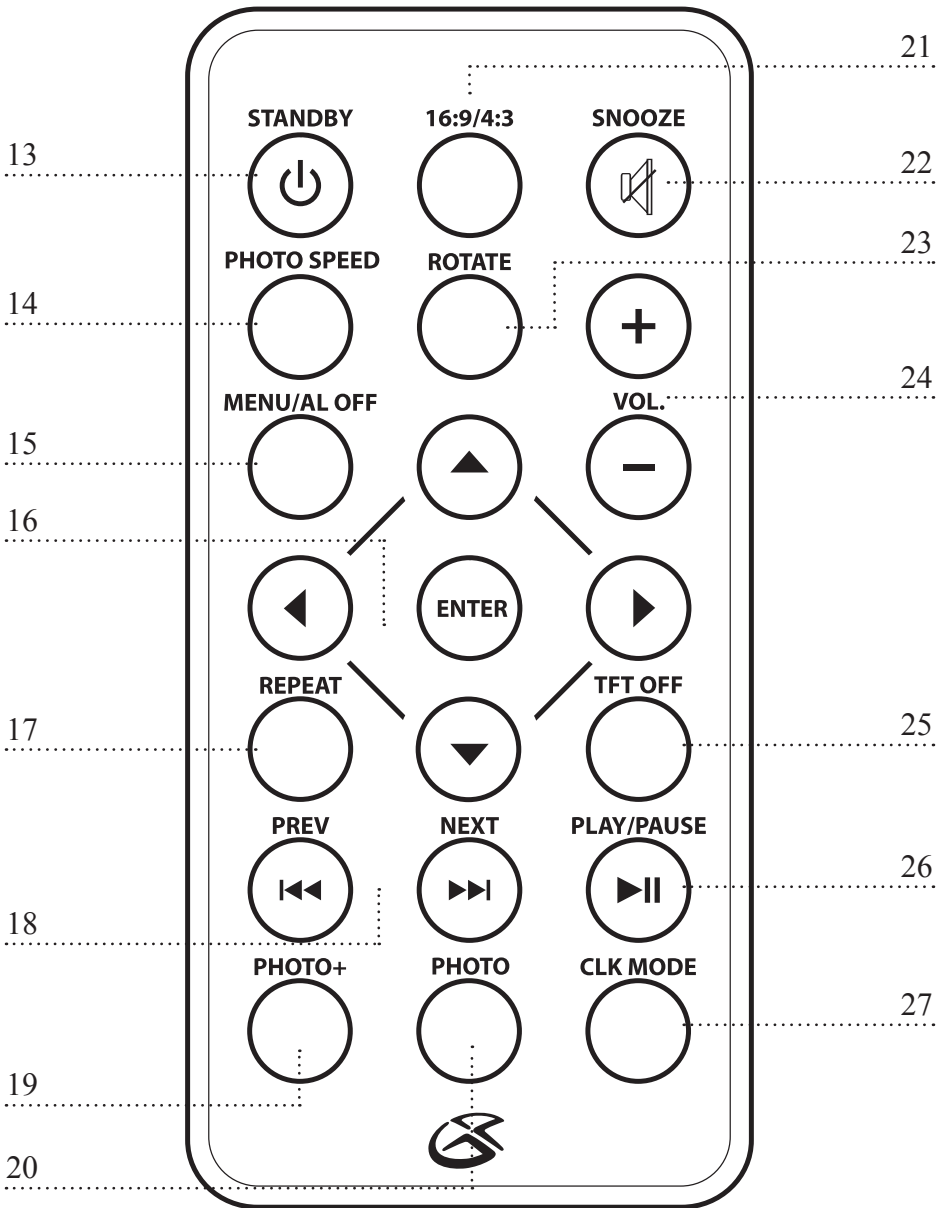 21
STANDBY 16:9/4:3 SNOOZE
13
22
23
PHOTO SPEED ROTATE
14
24
MENU/AL OFF VOL.
15
16
ENTER
REPEAT TFT OFF
17
25
PREV NEXT PLAY/PAUSE
26
18
PHOTO+ PHOTO CLK MODE
27
19
20